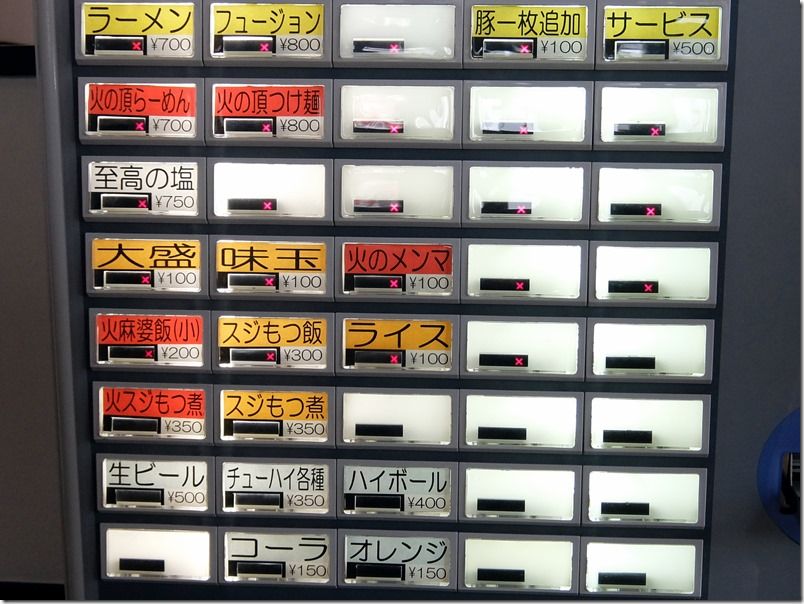 ラーメン フュージョン 豚一枚追加 サービス
¥700 ¥800 ¥100 ¥500
火の頂らーめん 火の頂つけ麺
¥700 ¥800
至高の塩
¥750
大盛 味玉 火のメンマ
¥100 ¥100 ¥100
火麻婆飯(小) スジもつ飯 ライス
¥200 ¥300 ¥100
火スジもつ煮 スジもつ煮
¥350 ¥350
生ビール チューハイ各種 ハイボール
¥500 ¥350 ¥400
コーラ オレンジ
¥150 ¥150